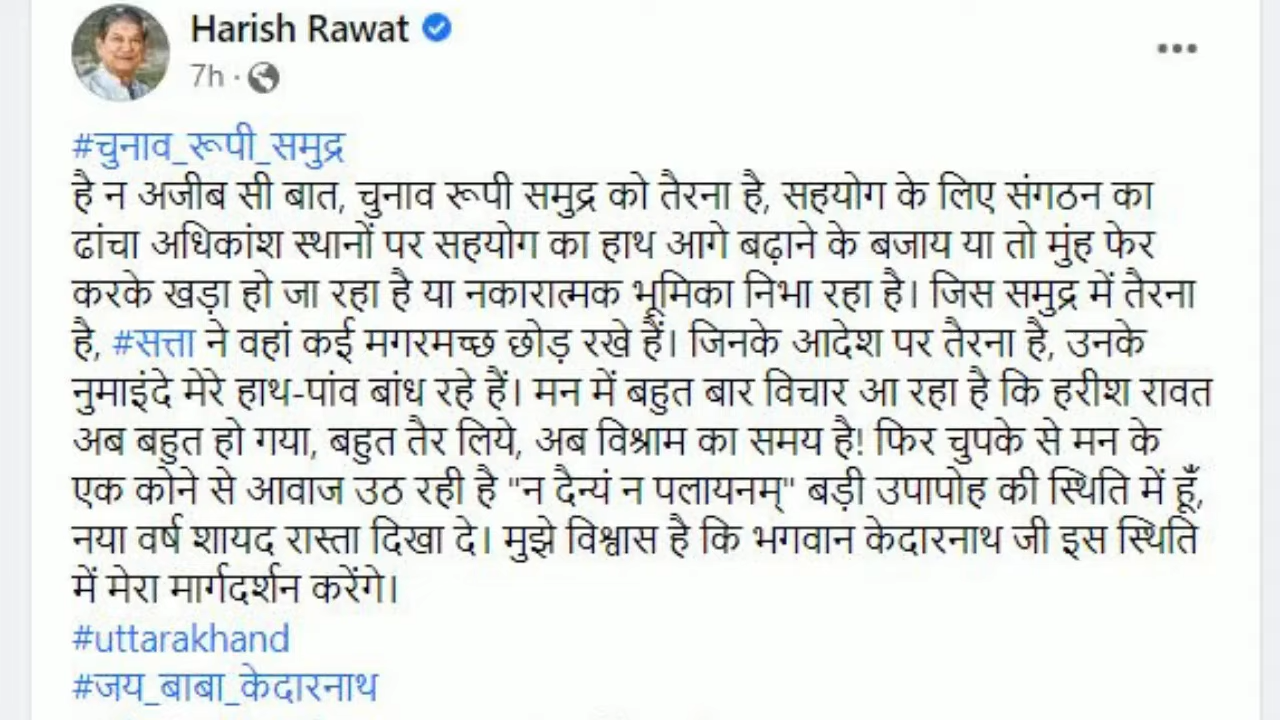 Harish Rawat
7h ·
#चुनाव_रूपी_समुद्र
है न अजीब सी बात, चुनाव रूपी समुद्र को तैरना है, सहयोग के लिए संगठन का
ढांचा अधिकांश स्थानों पर सहयोग का हाथ आगे बढ़ाने के बजाय या तो मुंह फेर
करके खड़ा हो जा रहा है या नकारात्मक भूमिका निभा रहा है। जिस समुद्र में तैरना
है, #सत्ता ने वहां कई मगरमच्छ छोड़ रखे हैं। जिनके आदेश पर तैरना है, उनके
नुमाइंदे मेरे हाथ-पांव बांध रहे हैं। मन में बहुत बार विचार आ रहा है कि हरीश रावत
अब बहुत हो गया, बहुत तैर लिये, अब विश्राम का समय है! फिर चुपके से मन के
एक कोने से आवाज उठ रही है "न दैन्यं न पलायनम्" बड़ी उपापोह की स्थिति में हूँ,
नया वर्ष शायद रास्ता दिखा दे। मुझे विश्वास है कि भगवान केदारनाथ जी इस स्थिति
में मेरा मार्गदर्शन करेंगे।
#uttarakhand
#जय_बाबा_केदारनाथ